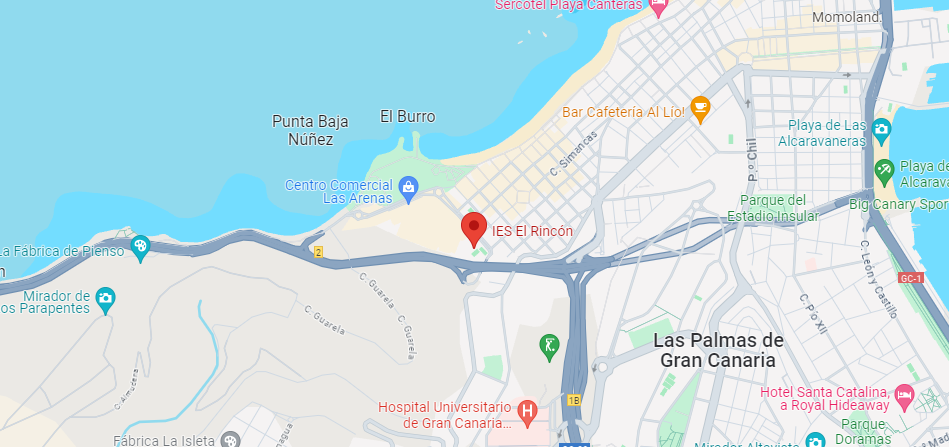 Sercotel Playa Canteras
Momoland
El Burro
Punta Baja
Núñez
Bar Cafetería Al Lío!
Playa de Las
Alcaravaneras
C. Simancas
P.º Chil
Centro Comercial
Las Arenas
Playa de
Alcarava
Parque del
Estadio Insular
Big Canary Spor
IES El Rincón
La Fábrica de Pienso
2
C. León y Castillo
GC-1
Mirador de
os Parapentes
C. Guarela
C. Guarela
C. Guarela
C. Pío XII
Las Palmas de
Gran Canaria
C. Almudena
Hospital Universitario
de Gran Canaria...
1B
Hotel Santa Catalina,
a Royal Hideaway
Parque
Doramas
Fábrica La Isleta
Mirador Altavista